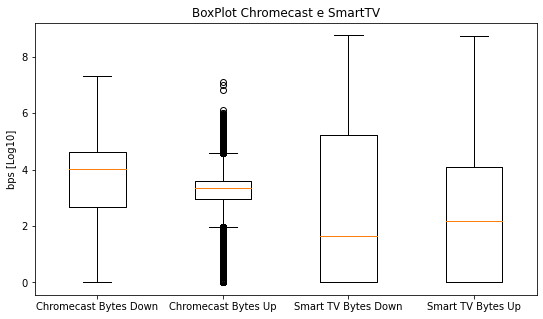 BoxPlot Chromecast e SmartTV
bps [Log10]
8
6
4
2
0
Chromecast Bytes Down
Chromecast Bytes Up
Smart TV Bytes Down
Smart TV Bytes Up